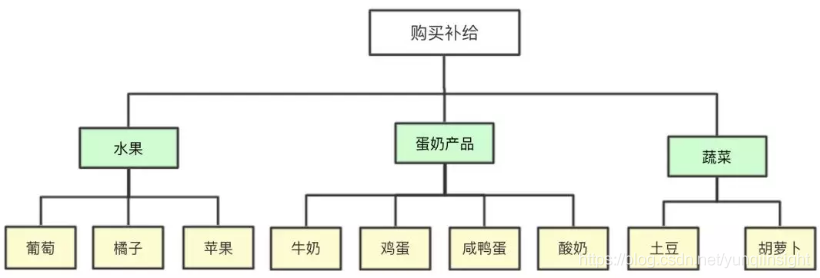 购买补给
水果
蛋奶产品
蔬菜
葡萄
橘子
苹果
牛奶
鸡蛋
咸鸭蛋
酸奶
土豆
胡萝卜
https://blog.csdn.net/yunqiinsight